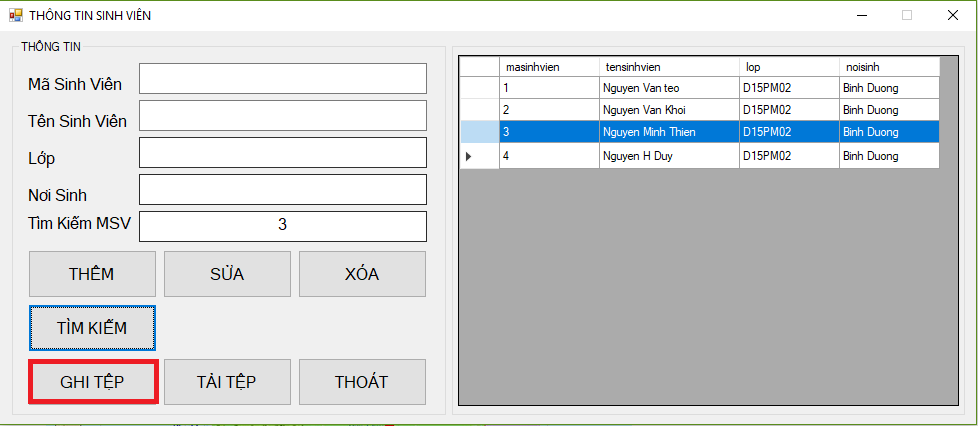 THÔNG TIN SINH VIÊN
THÔNG TIN
Mã Sinh Viên
Tên Sinh Viên
Lớp
Nơi Sinh
Tìm Kiếm MSV 3
THÊM SỬA XÓA
TÌM KIẾM
GHI TỆP TẢI TỆP THOÁT
masinhvien tensinhvien lop noisinh
1 Nguyen Van teo D15PM02 Binh Duong
2 Nguyen Van Khoi D15PM02 Binh Duong
3 Nguyen Minh Thien D15PM02 Binh Duong
4 Nguyen H Duy D15PM02 Binh Duong